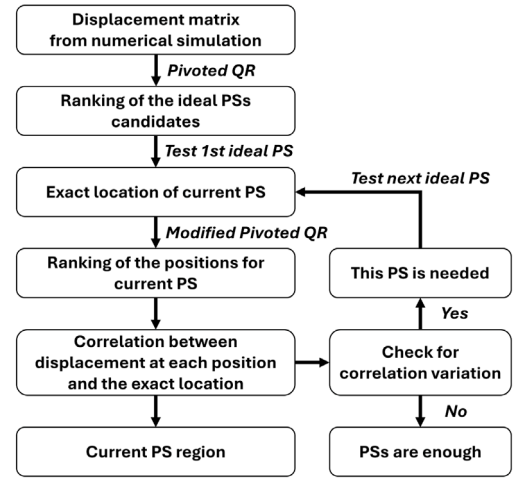 Displacement matrix
from numerical simulation
Pivoted QR
Ranking of the ideal PSs
candidates
Test 1st ideal PS
Exact location of current PS
Test next ideal PS
Modified Pivoted QR
Ranking of the positions for
current PS
This PS is needed
Yes
Correlation between
displacement at each position
and the exact location
Check for
correlation variation
No
Current PS region
PSs are enough